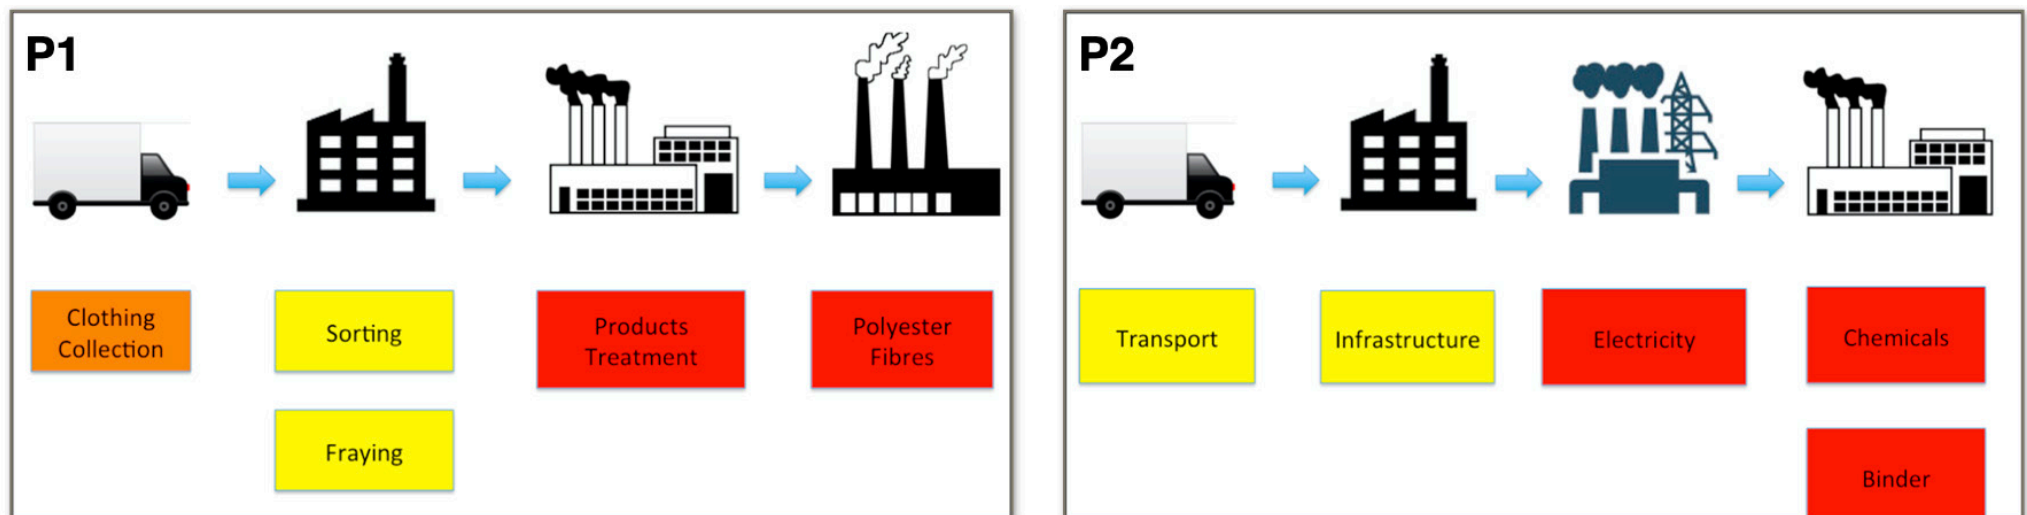 P1
Clothing
Collection
Sorting
Fraying
Products
Treatment
Polyester
Fibres
P2
Transport
Infrastructure
Electricity
Chemicals
Binder